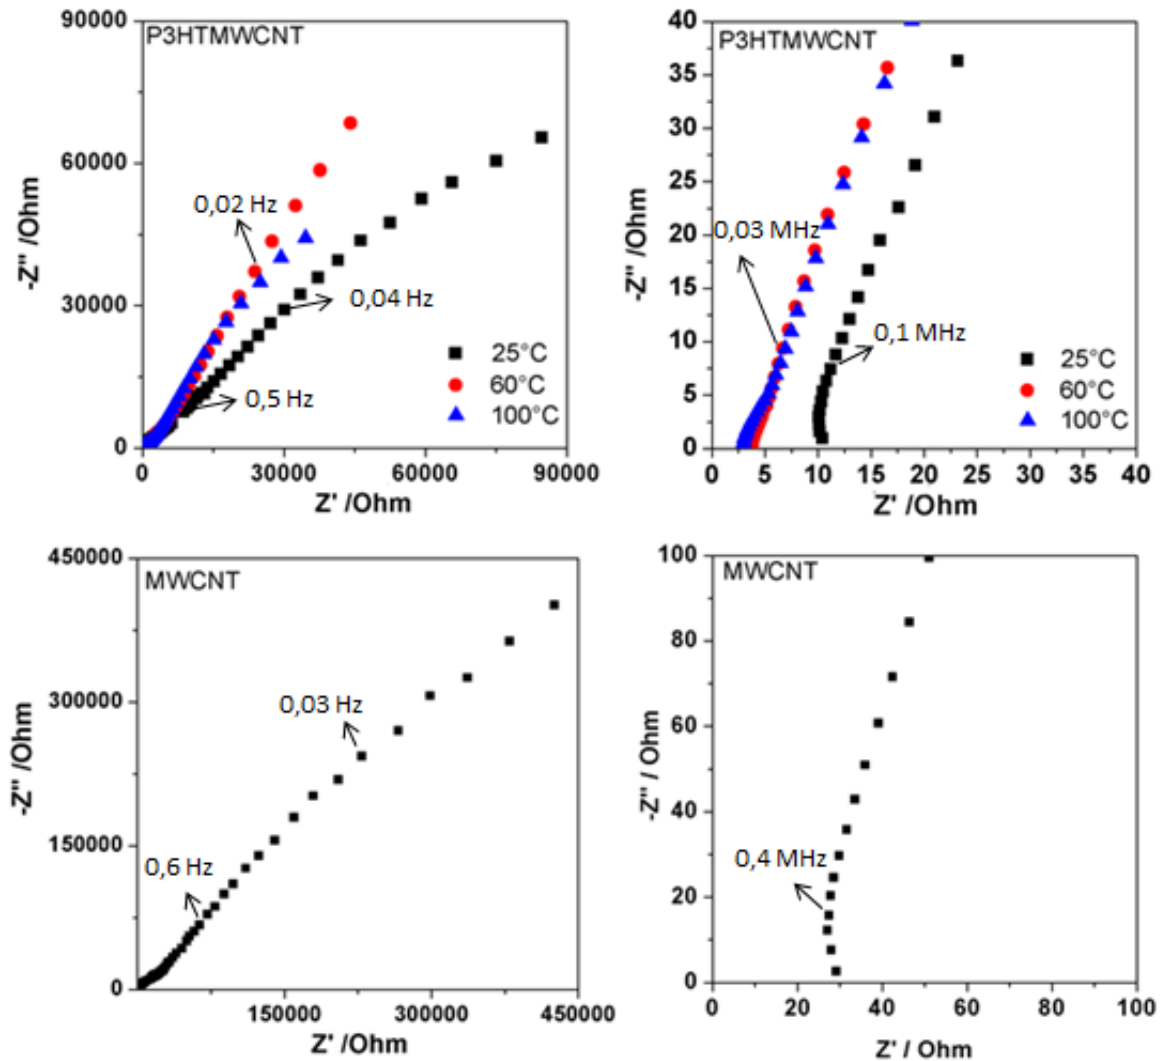 P3HTMWCNT
90000
60000
30000
0
-Z" /Ohm
0,02 Hz
0,04 Hz
0,5 Hz
25°C
60°C
100°C
0 30000 60000 90000
Z' /Ohm
P3HTMWCNT
40
35
30
25
20
15
10
5
0
-Z" /Ohm
0,03 MHz
0,1 MHz
25°C
60°C
100°C
0 5 10 15 20 25 30 35 40
Z' /Ohm
MWCNT
450000
300000
150000
0
-Z" /Ohm
0,03 Hz
0,6 Hz
150000 300000 450000
Z' /Ohm
MWCNT
100
80
60
40
20
0
-Z" / Ohm
0,4 MHz
0 20 40 60 80 100
Z' / Ohm